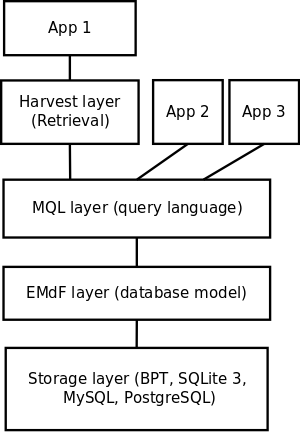 App 1
Harvest layer
(Retrieval)
App 2
App 3
MQL layer (query language)
EMdF layer (database model)
Storage layer (BPT, SQLite 3,
MySQL, PostgreSQL)